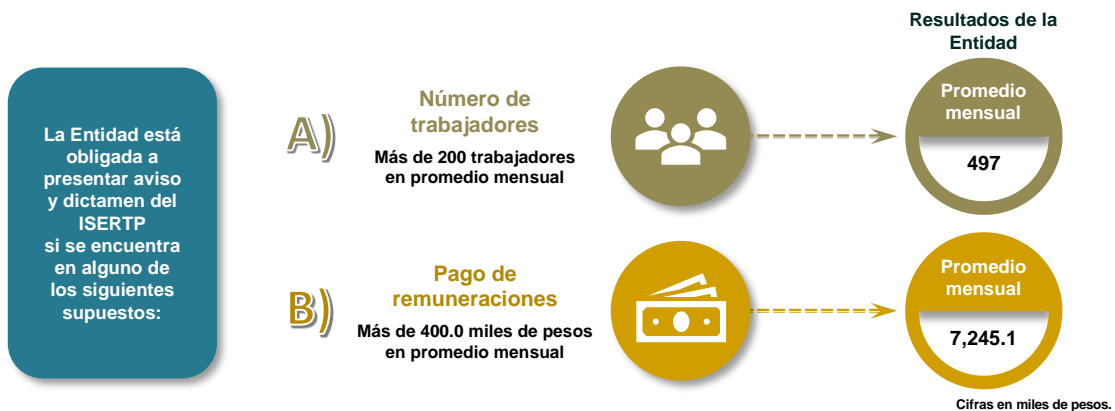 Resultados de la
Entidad
La Entidad está
obligada a
presentar aviso
y dictamen del
ISERTP
si se encuentra
en alguno de
los siguientes
supuestos:
A)
Número de
trabajadores
Más de 200 trabajadores
en promedio mensual
Promedio
mensual
497
B)
Pago de
remuneraciones
Más de 400.0 miles de pesos
en promedio mensual
Promedio
mensual
7,245.1
Cifras en miles de pesos.